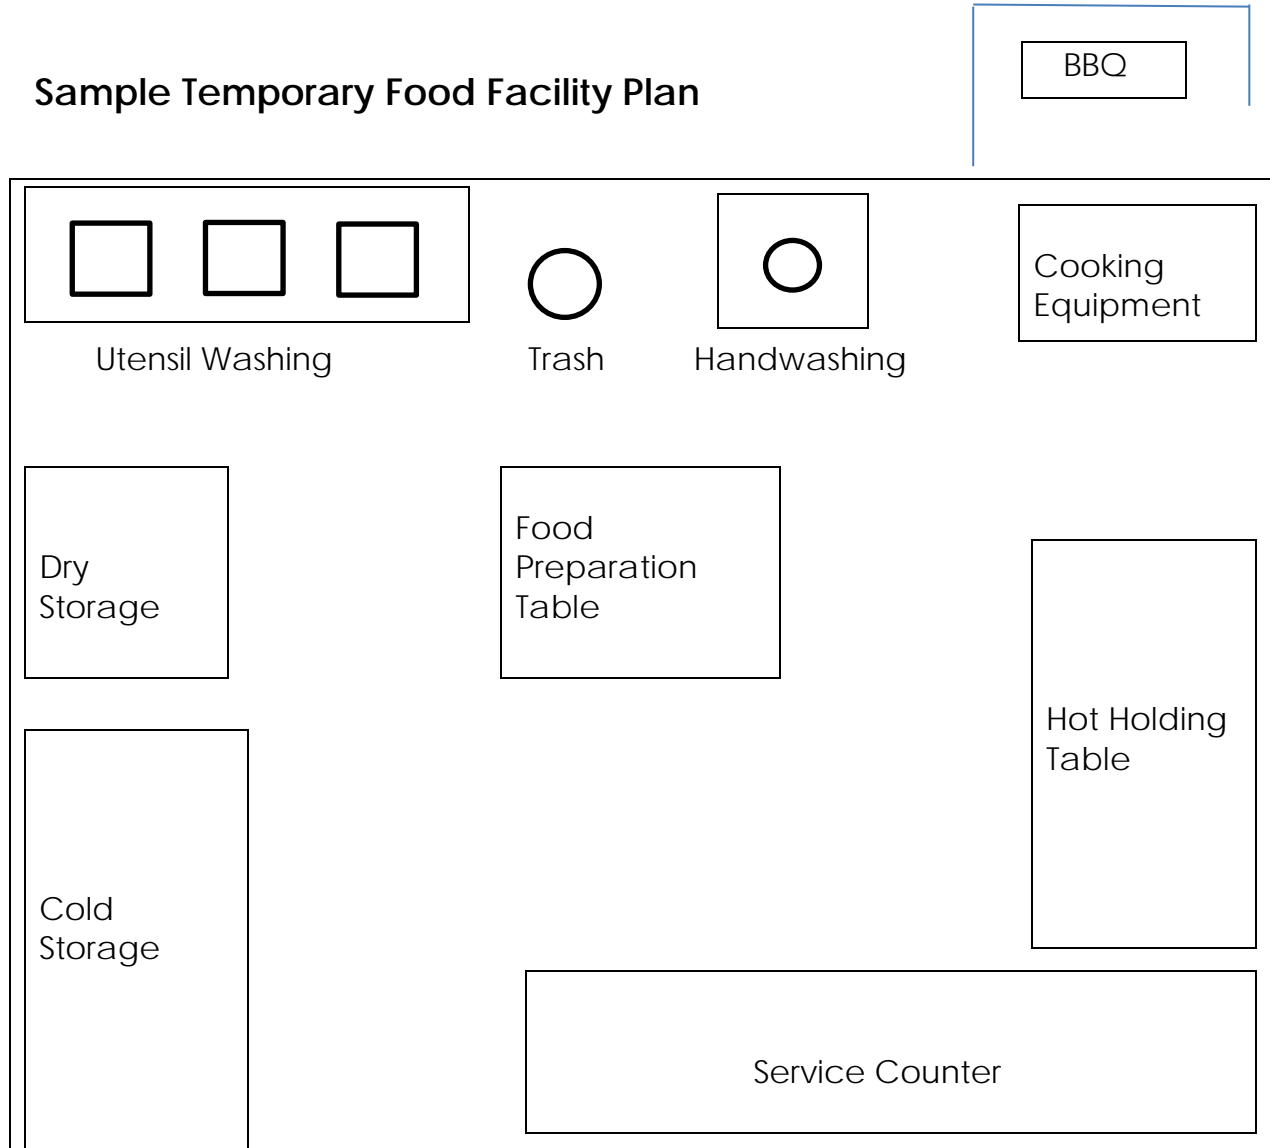 BBQ
Sample Temporary Food Facility Plan
Cooking
Equipment
Utensil Washing
Trash
Handwashing
Dry
Storage
Food
Preparation
Table
Hot Holding
Table
Cold
Storage
Service Counter